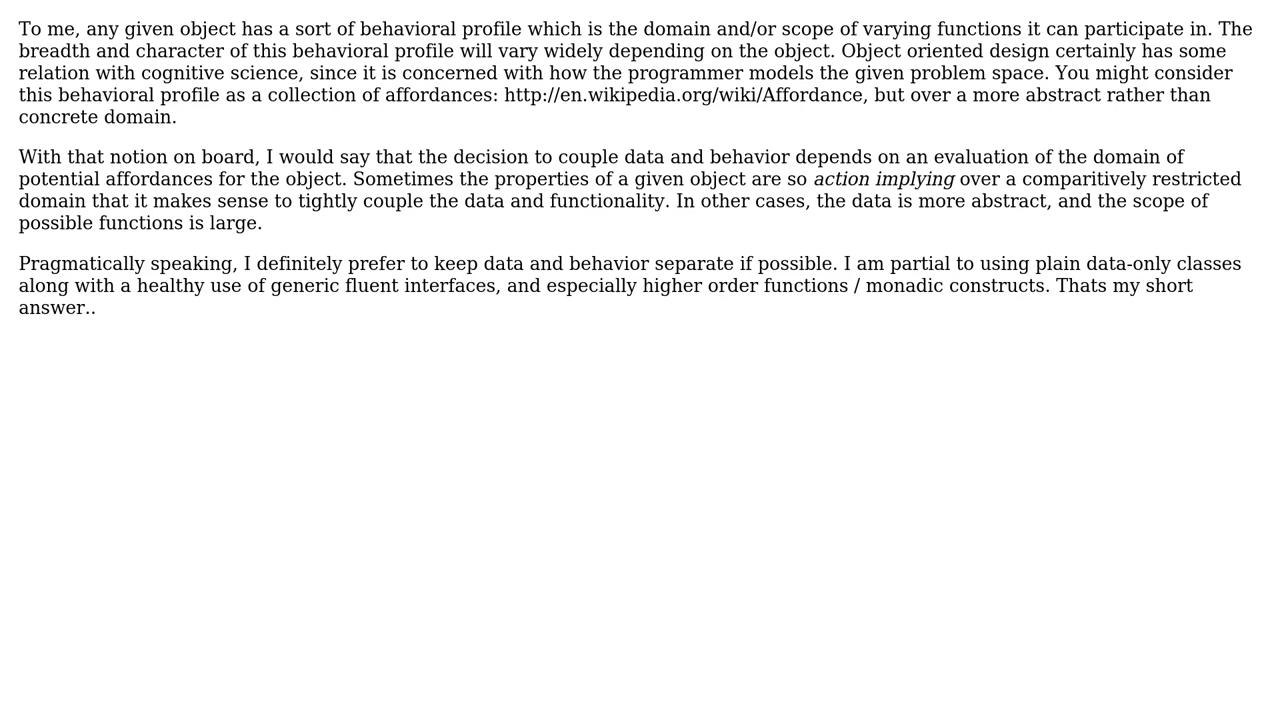 To me, any given object has a sort of behavioral profile which is the domain and/or scope of varying functions it can participate in. The
breadth and character of this behavioral profile will vary widely depending on the object. Object oriented design certainly has some
relation with cognitive science, since it is concerned with how the programmer models the given problem space. You might consider
this behavioral profile as a collection of affordances: http://en.wikipedia.org/wiki/Affordance, but over a more abstract rather than
concrete domain.
With that notion on board, I would say that the decision to couple data and behavior depends on an evaluation of the domain of
potential affordances for the object. Sometimes the properties of a given object are so action implying over a comparitively restricted
domain that it makes sense to tightly couple the data and functionality. In other cases, the data is more abstract, and the scope of
possible functions is large.
Pragmatically speaking, I definitely prefer to keep data and behavior separate if possible. I am partial to using plain data-only classes
along with a healthy use of generic fluent interfaces, and especially higher order functions / monadic constructs. Thats my short
answer..